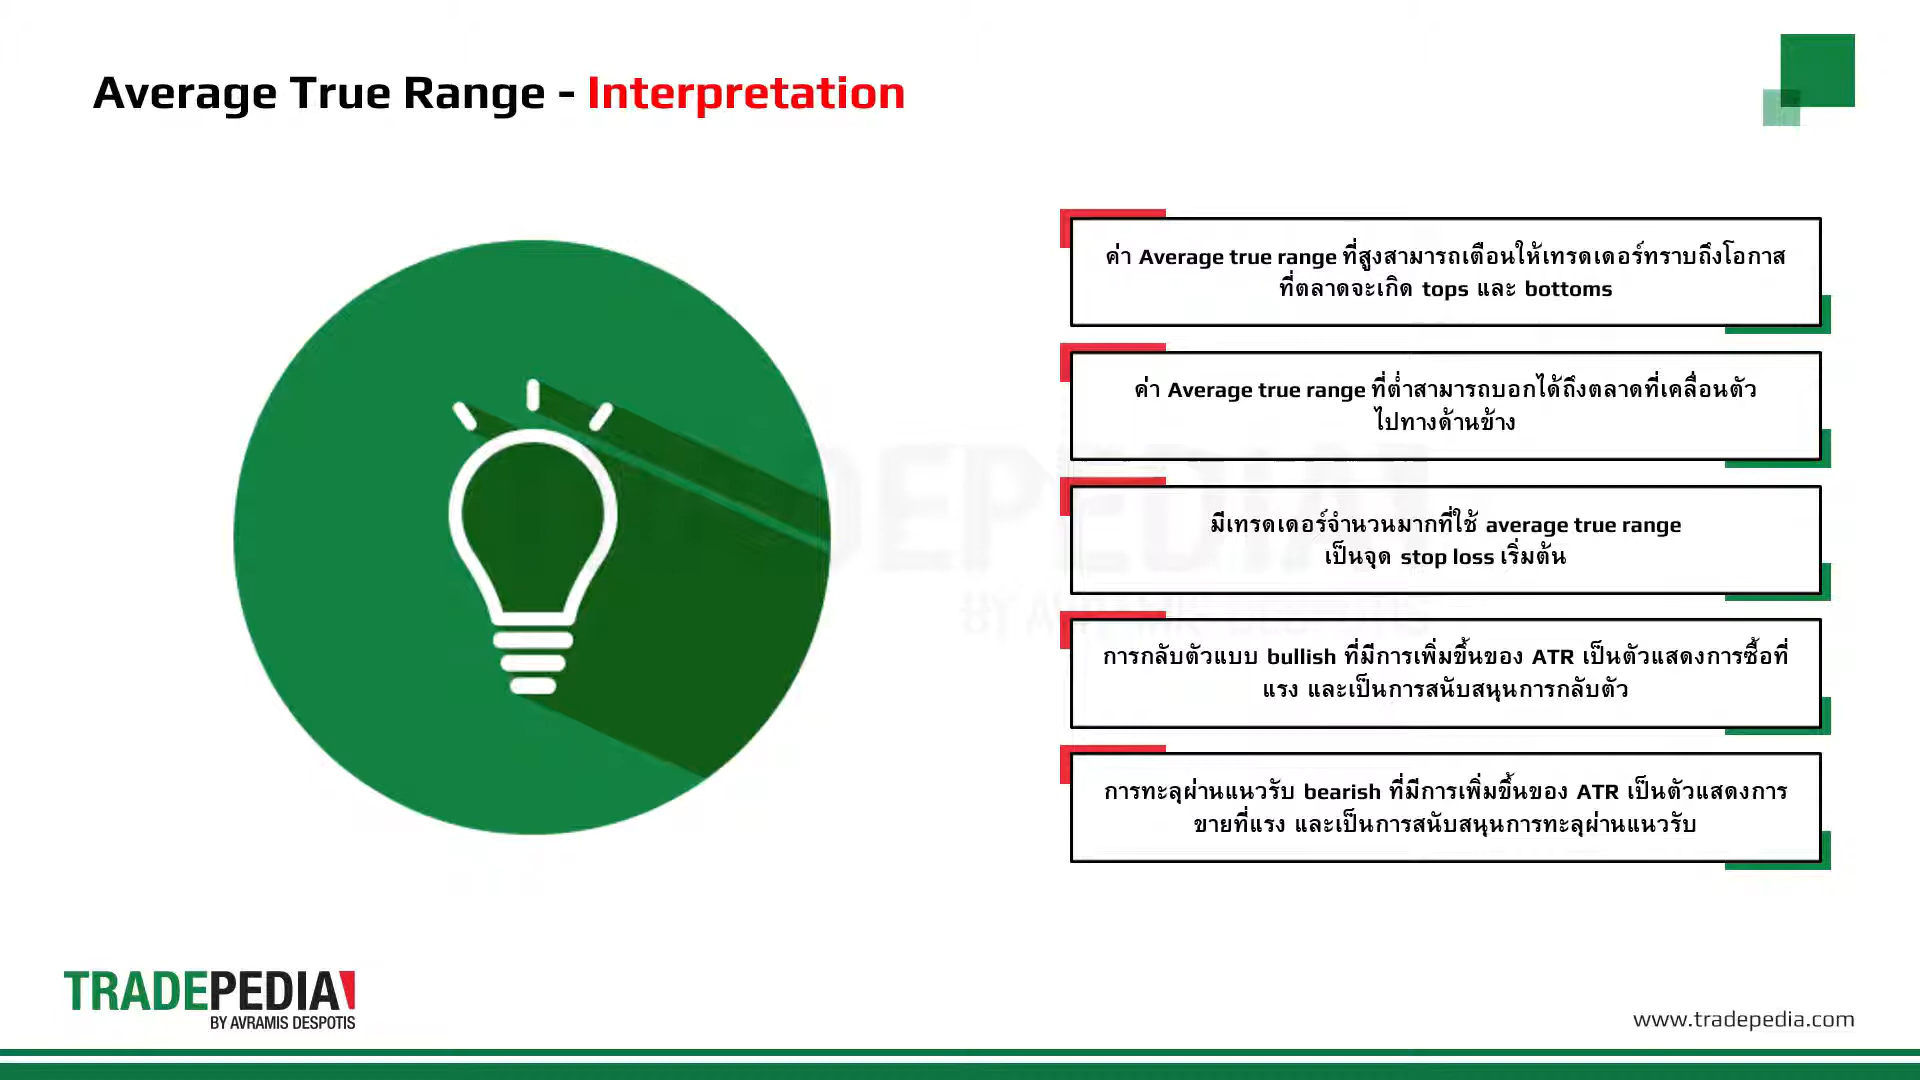 Average True Range - Interpretation
ค่า Average true range ที่สูงสามารถเตือนให้เทรดเดอร์ทราบถึงโอกาส
ที่ตลาดจะเกิด tops และ bottoms
ค่า Average true range ที่ต่ำสามารถบอกได้ถึงตลาดที่เคลื่อนตัว
ไปทางด้านข้าง
มีเทรดเดอร์จำนวนมากที่ใช้ average true range
เป็นจุด stop loss เริ่มต้น
การกลับตัวแบบ bullish ที่มีการเพิ่มขึ้นของ ATR เป็นตัวแสดงการซื้อที่
แรง และเป็นการสนับสนุนการกลับตัว
การทะลุผ่านแนวรับ bearish ที่มีการเพิ่มขึ้นของ ATR เป็นตัวแสดงการ
ขายที่แรง และเป็นการสนับสนุนการทะลุผ่านแนวรับ
TRADEPEDIA
BY AVRAMIS DESPOTIS
www.tradepedia.com